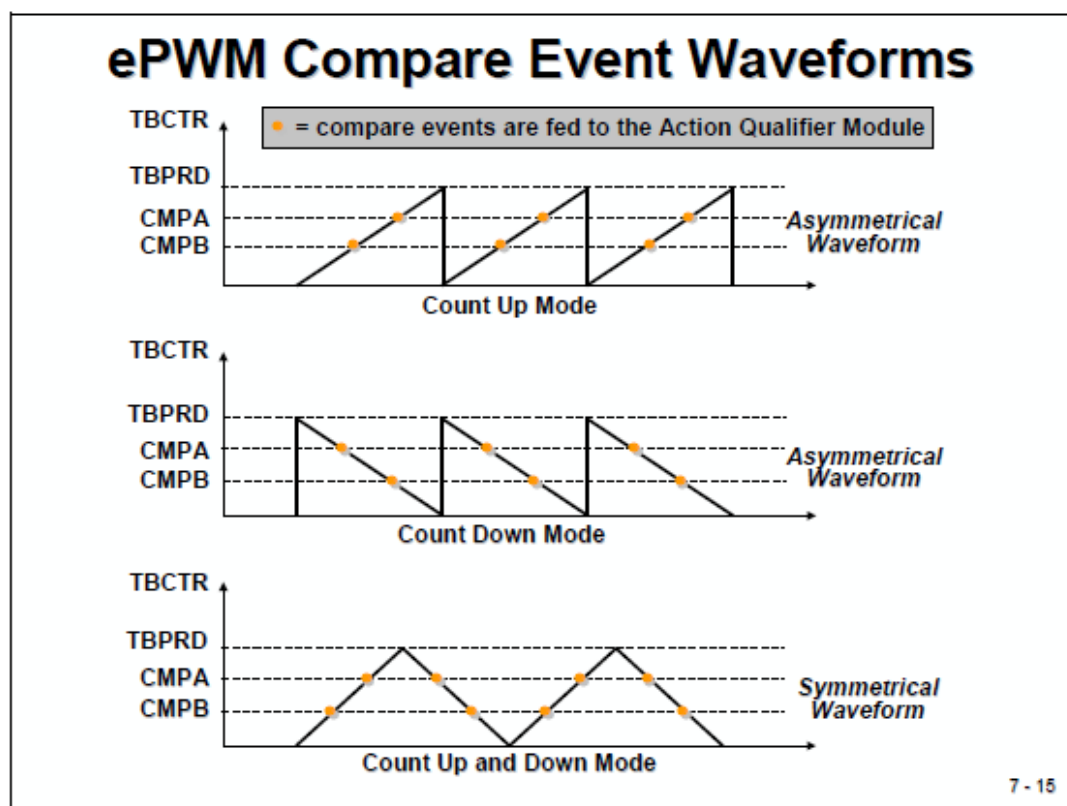 ePWM Compare Event Waveforms
TBCTR
= compare events are fed to the Action Qualifier Module
TBPRD
CMPA
CMPB
Asymmetrical
Waveform
Count Up Mode
TBCTR
TBPRD
CMPA
CMPB
Asymmetrical
Waveform
Count Down Mode
TBCTR
TBPRD
CMPA
CMPB
Symmetrical
Waveform
Count Up and Down Mode
7 - 15